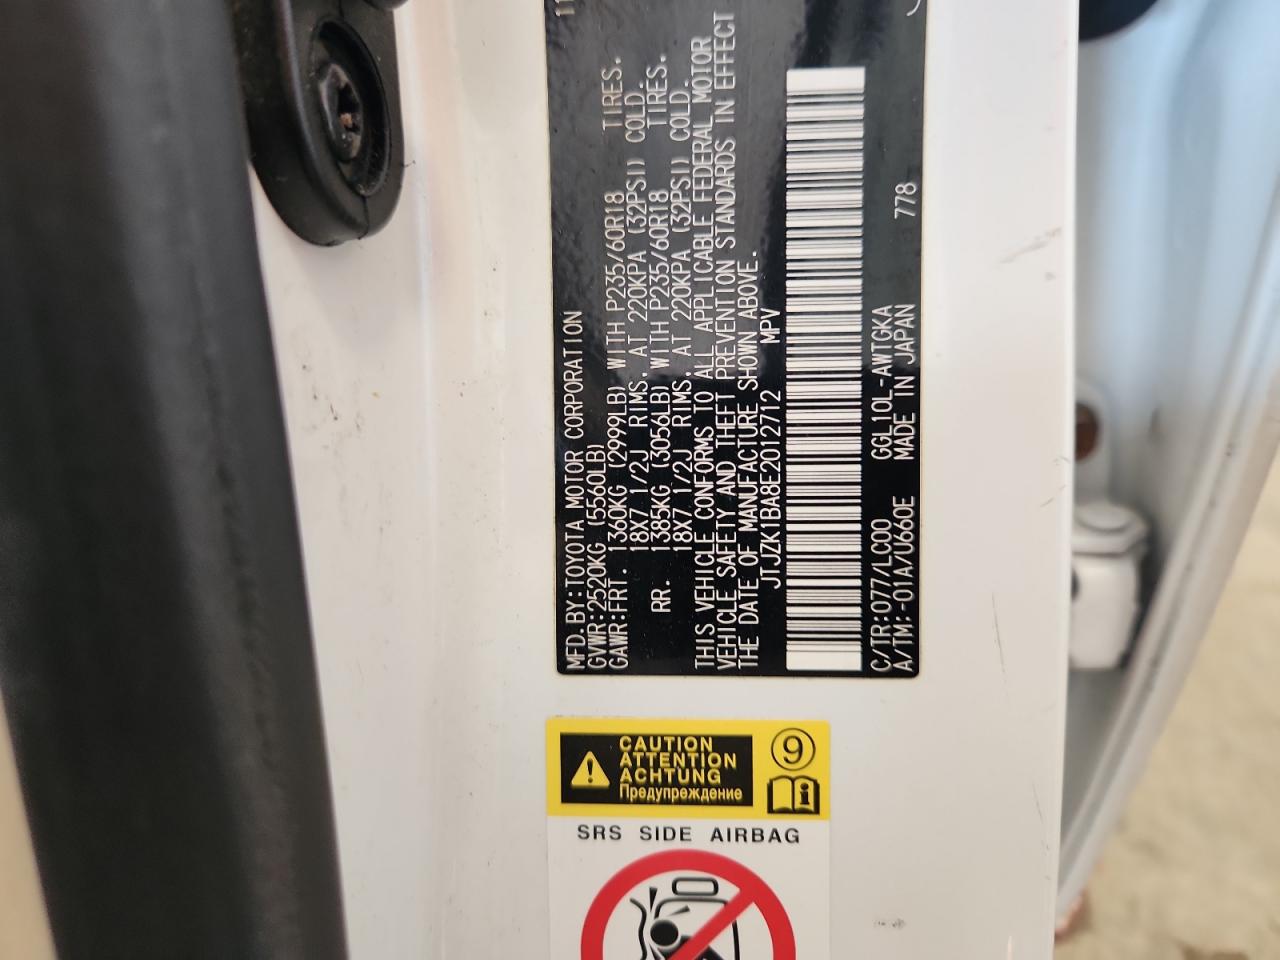 11
MFD.BY:TOYOTA MOTOR CORPORATION
GVWR:2520KG (5560LB)
GAWR:FRT. 1360KG (2999LB) WITH P235/60R18 TIRES.
18X7 1/2J RIMS. AT 220KPA (32PSI) COLD.
RR. 1385KG (3056LB) WITH P235/60R18 TIRES.
18X7 1/2J RIMS. AT 220KPA (32PSI) COLD.
THIS VEHICLE CONFORMS TO ALL APPLICABLE FEDERAL MOTOR
VEHICLE SAFETY AND THEFT PREVENTION STANDARDS IN EFFECT
THE DATE OF MANUFACTURE SHOWN ABOVE.
JTJZK1BA8E2012712 MPV
C/TR:077/LC00 GGL10L-AWTGKA
A/TM:-01A/U660E MADE IN JAPAN 778
CAUTION
ATTENTION
ACHTUNG
Предупреждение
9
i
SRS SIDE AIRBAG